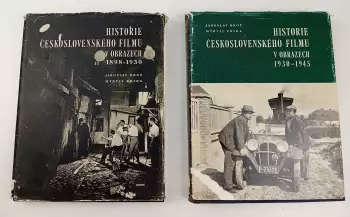 HISTORIE
ČESKOSLOVENSKÉHO FILMU
V OBRAZECH
1898-1930
JAROSLAV BROŽ
MYRTIL FRÍDA
JAROSLAV BROŽ
MYRTIL FRÍDA
HISTORIE
ČESKOSLOVENSKÉHO FILMU
V OBRAZECH
1930-1945